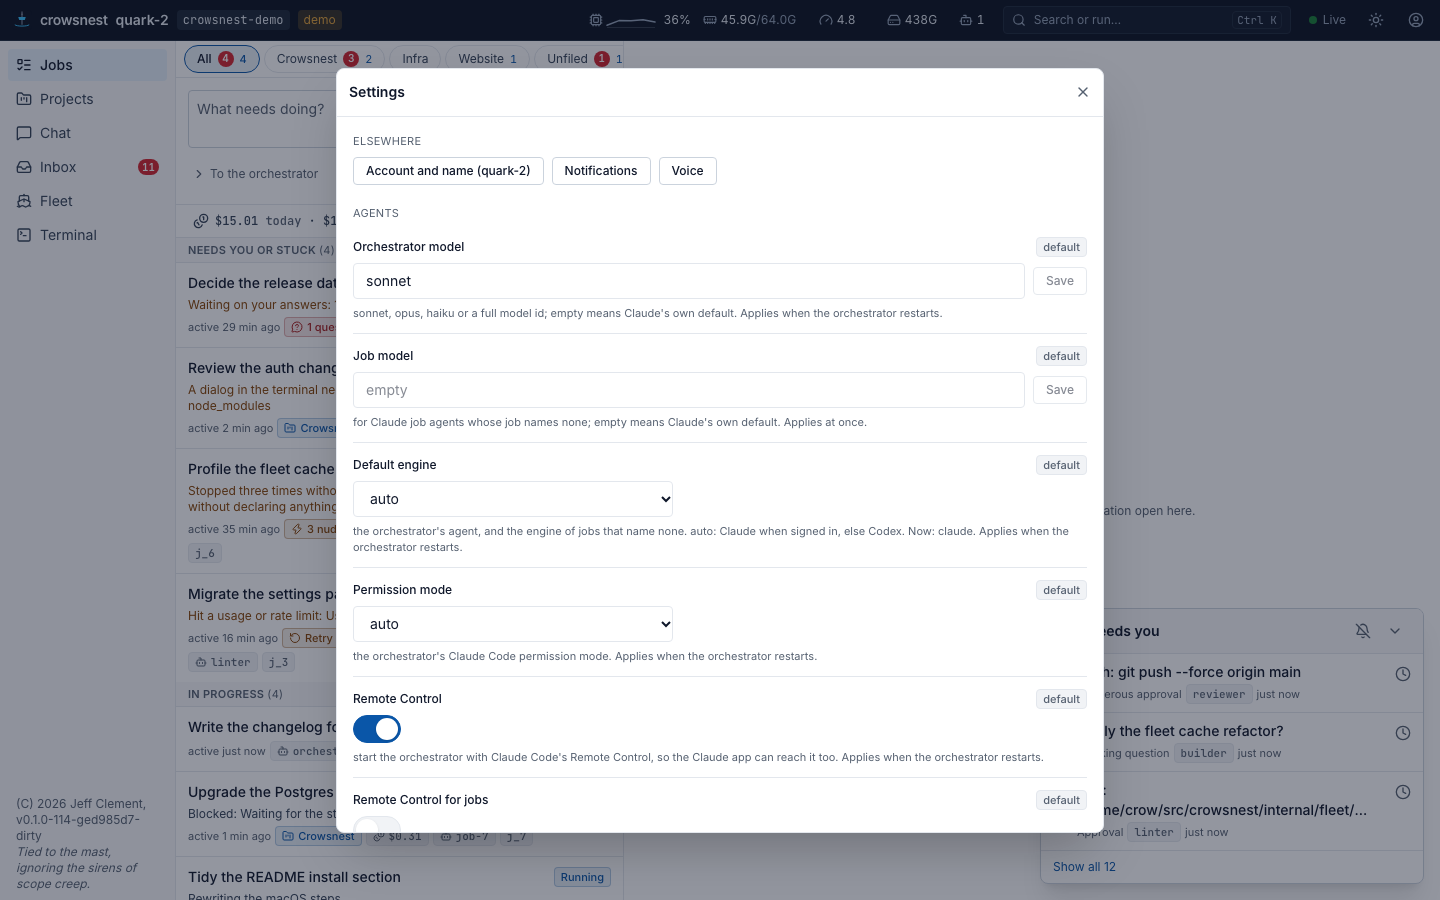 crowsnest quark-2 crowsnest-demo demo 36% 45.9G/64.0G 4.8 438G 1 Search or run... Ctrl K Live
Jobs
Projects
Chat
Inbox 11
Fleet
Terminal
(C) 2026 Jeff Clement,
v0.1.0-114-ged985d7-
dirty
Tied to the mast,
ignoring the sirens of
scope creep.
All 4 4 Crowsnest 3 2 Infra Website 1 Unfiled 1 1
What needs doing?
To the orchestrator
$15.01 today · $1
NEEDS YOU OR STUCK (4)
Decide the release dat
Waiting on your answers:
active 29 min ago 1 que
Review the auth chang
A dialog in the terminal ne
node_modules
active 2 min ago Crowsn
Profile the fleet cache
Stopped three times witho
without declaring anything
active 35 min ago 3 nud
j_6
Migrate the settings pa
Hit a usage or rate limit: Us
active 16 min ago Retry
linter j_3
IN PROGRESS (4)
Write the changelog fo
active just now orchest
Upgrade the Postgres
Blocked: Waiting for the st
active 1 min ago Crowsnest $0.31 job-7 j_7
Tidy the README install section Running
Rewriting the macOS steps
Settings
ELSEWHERE
Account and name (quark-2) Notifications Voice
AGENTS
Orchestrator model default
sonnet Save
sonnet, opus, haiku or a full model id; empty means Claude's own default. Applies when the orchestrator restarts.
Job model default
empty Save
for Claude job agents whose job names none; empty means Claude's own default. Applies at once.
Default engine default
auto
the orchestrator's agent, and the engine of jobs that name none. auto: Claude when signed in, else Codex. Now: claude. Applies when the
orchestrator restarts.
Permission mode default
auto
the orchestrator's Claude Code permission mode. Applies when the orchestrator restarts.
Remote Control default
start the orchestrator with Claude Code's Remote Control, so the Claude app can reach it too. Applies when the orchestrator restarts.
Remote Control for jobs default
ation open here.
eeds you
n: git push --force origin main
erous approval reviewer just now
ly the fleet cache refactor?
king question builder just now
:
me/crow/src/crowsnest/internal/fleet/...
Approval linter just now
Show all 12